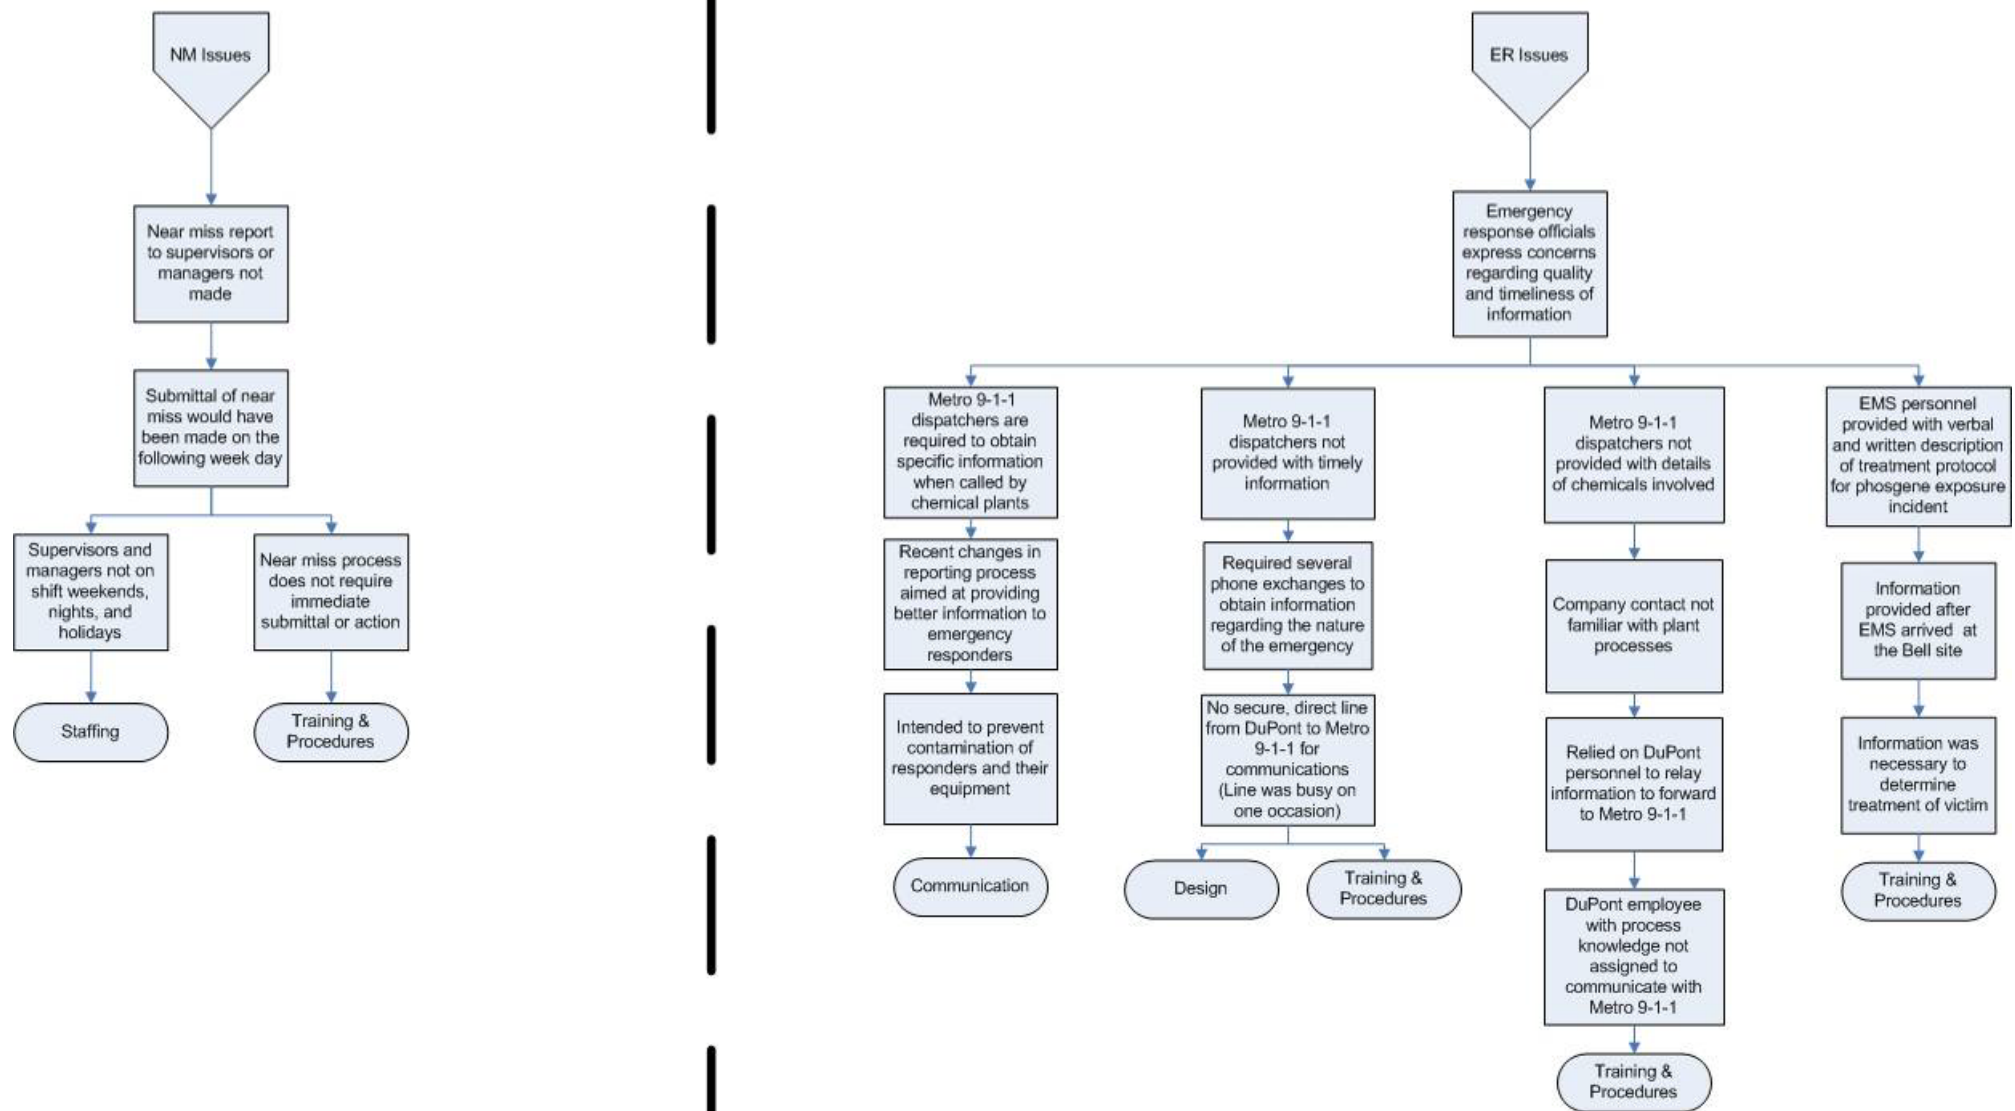 NM Issues
Near miss report
to supervisors or
managers not
made
Submittal of near
miss would have
been made on the
following week day
Supervisors and
managers not on
shift weekends,
nights, and
holidays
Staffing
Near miss process
does not require
immediate
submittal or action
Training &
Procedures
ER Issues
Emergency
response officials
express concerns
regarding quality
and timeliness of
information
Metro 9-1-1
dispatchers are
required to obtain
specific information
when called by
chemical plants
Recent changes in
reporting process
aimed at providing
better information to
emergency
responders
Intended to prevent
contamination of
responders and their
equipment
Communication
Metro 9-1-1
dispatchers not
provided with timely
information
Required several
phone exchanges to
obtain information
regarding the nature
of the emergency
No secure, direct line
from DuPont to Metro
9-1-1 for
communications
(Line was busy on
one occasion)
Design
Training &
Procedures
Metro 9-1-1
dispatchers not
provided with details
of chemicals involved
Company contact not
familiar with plant
processes
Relied on DuPont
personnel to relay
information to forward
to Metro 9-1-1
DuPont employee
with process
knowledge not
assigned to
communicate with
Metro 9-1-1
Training &
Procedures
EMS personnel
provided with verbal
and written description
of treatment protocol
for phosgene exposure
incident
Information
provided after
EMS arrived at
the Bell site
Information was
necessary to
determine
treatment of victim
Training &
Procedures